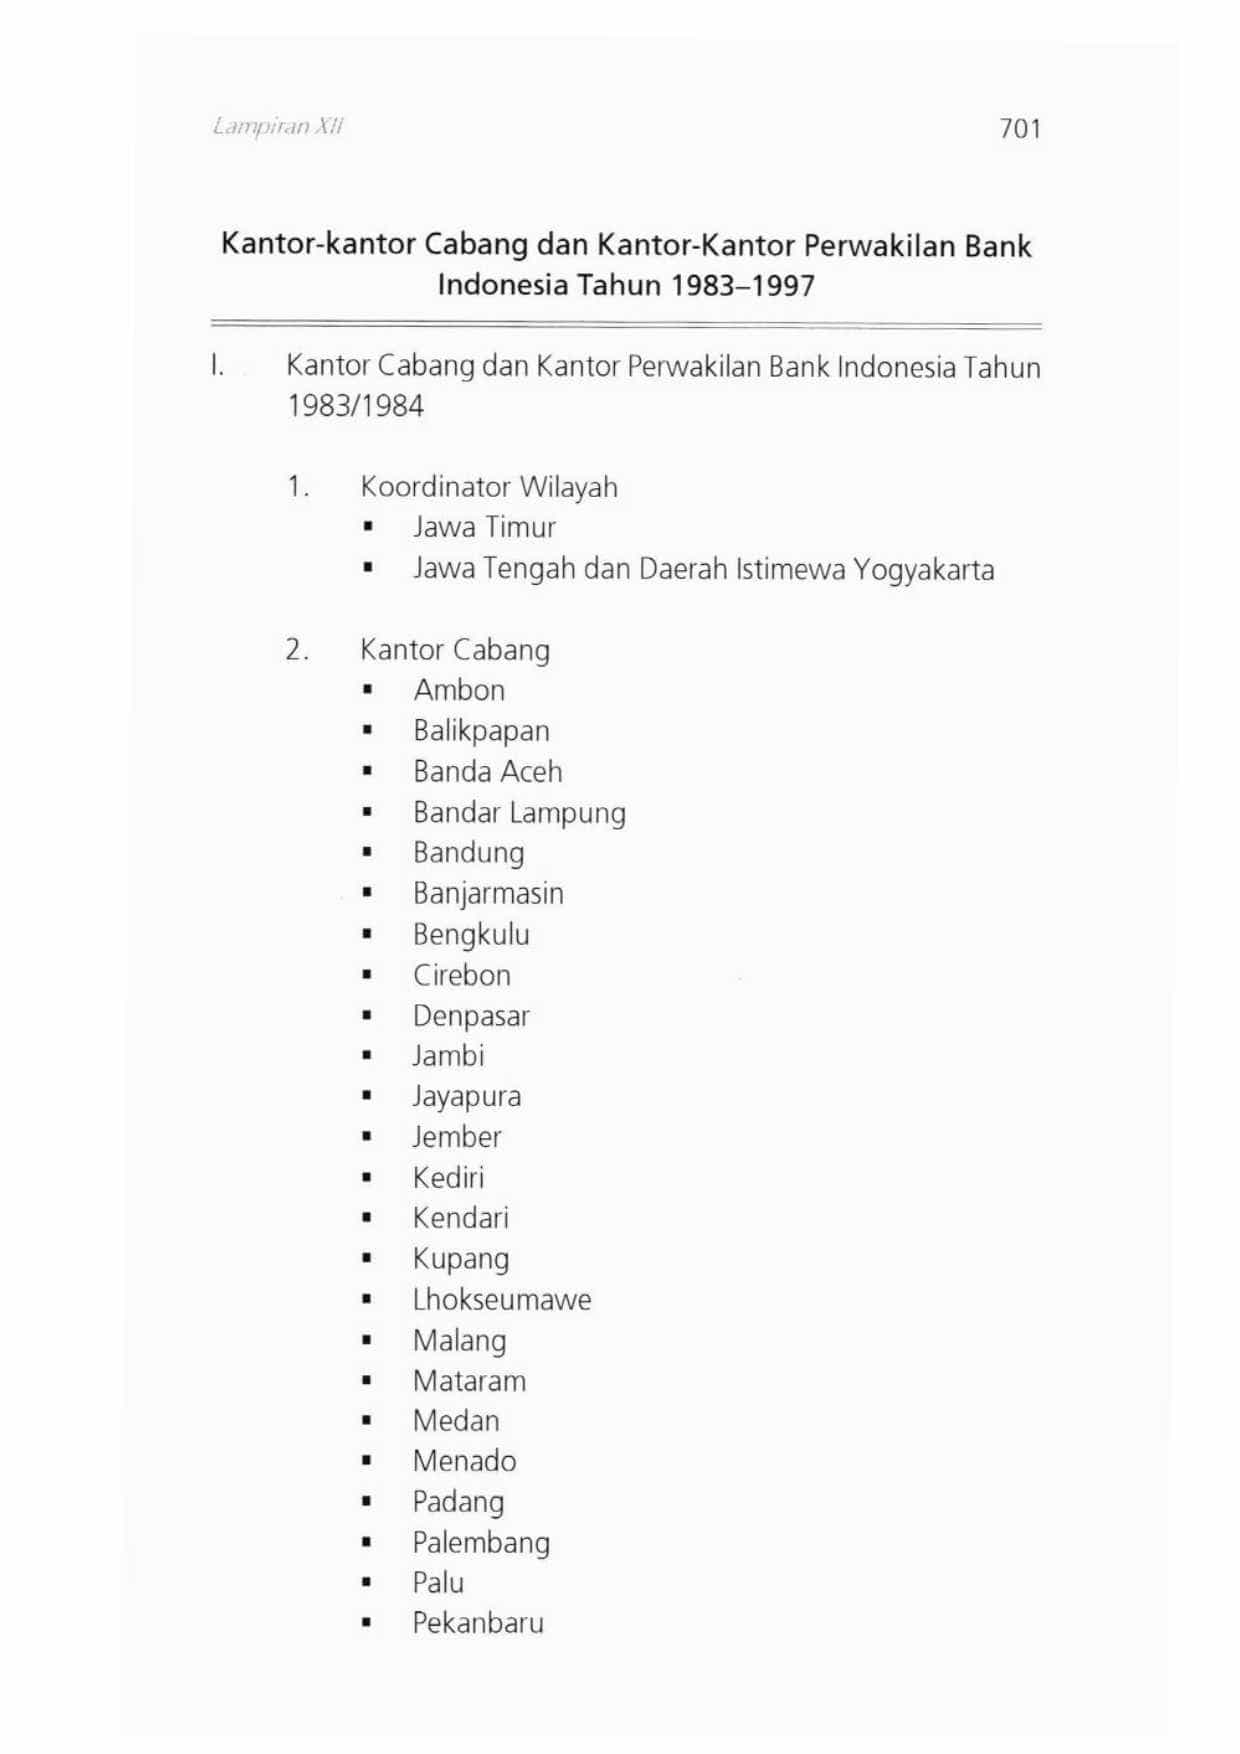 Lampiran XII
701
Kantor-kantor Cabang dan Kantor-Kantor Perwakilan Bank
Indonesia Tahun 1983–1997
I. Kantor Cabang dan Kantor Perwakilan Bank Indonesia Tahun
1983/1984
1. Koordinator Wilayah
▪ Jawa Timur
▪ Jawa Tengah dan Daerah Istimewa Yogyakarta
2. Kantor Cabang
▪ Ambon
▪ Balikpapan
▪ Banda Aceh
▪ Bandar Lampung
▪ Bandung
▪ Banjarmasin
▪ Bengkulu
▪ Cirebon
▪ Denpasar
▪ Jambi
▪ Jayapura
▪ Jember
▪ Kediri
▪ Kendari
▪ Kupang
▪ Lhokseumawe
▪ Malang
▪ Mataram
▪ Medan
▪ Menado
▪ Padang
▪ Palembang
▪ Palu
▪ Pekanbaru